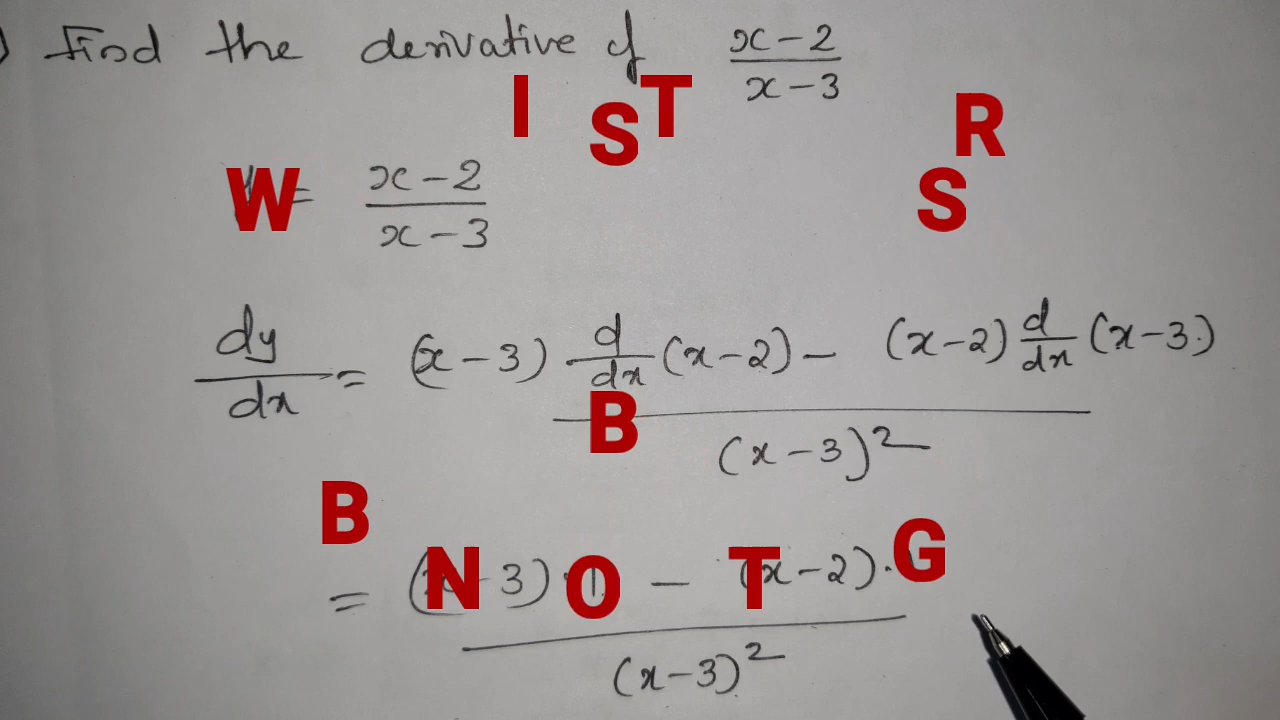 ) Find the derivative of x-2/x-3
I S T R
W = x-2/x-3 S
dy/dx = (x-3) d/dx (x-2) - (x-2) d/dx (x-3)
B
(x-3)²
B
= (x-3) - (x-2).
N O T G
(x-3)²